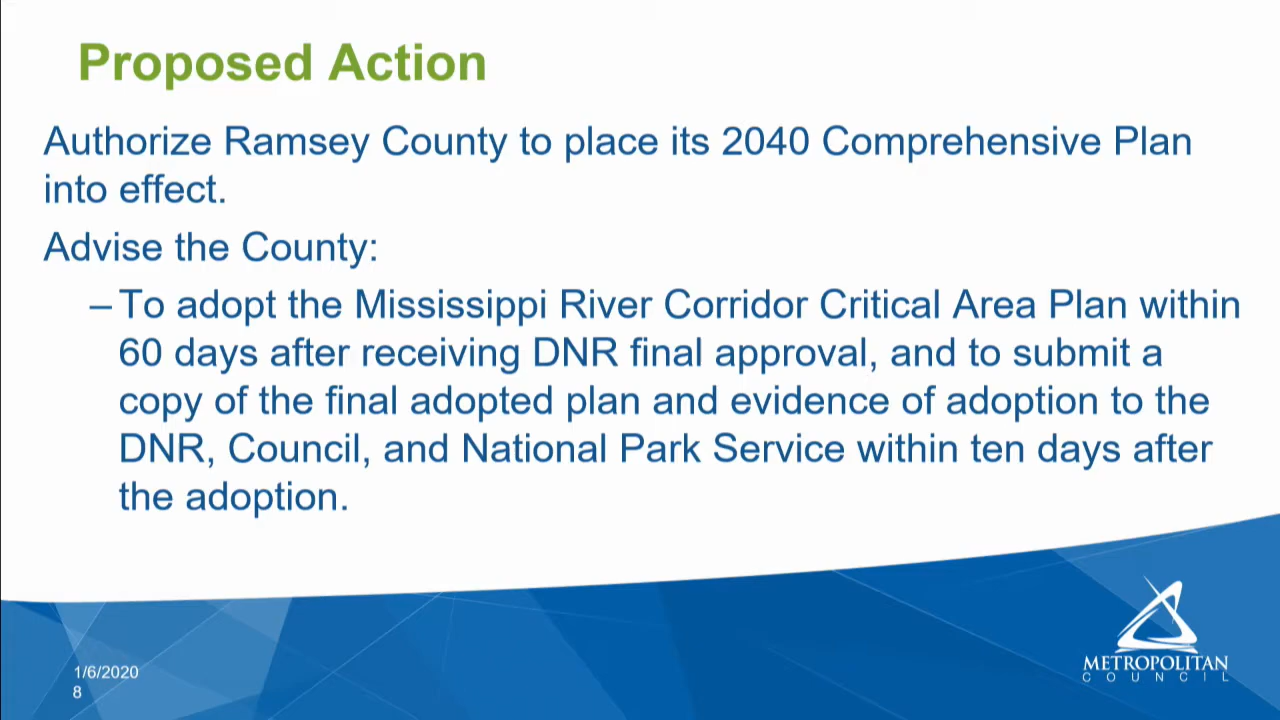 Proposed Action
Authorize Ramsey County to place its 2040 Comprehensive Plan
into effect.
Advise the County:
– To adopt the Mississippi River Corridor Critical Area Plan within
60 days after receiving DNR final approval, and to submit a
copy of the final adopted plan and evidence of adoption to the
DNR, Council, and National Park Service within ten days after
the adoption.
1/6/2020
8
METROPOLITAN
COUNCIL